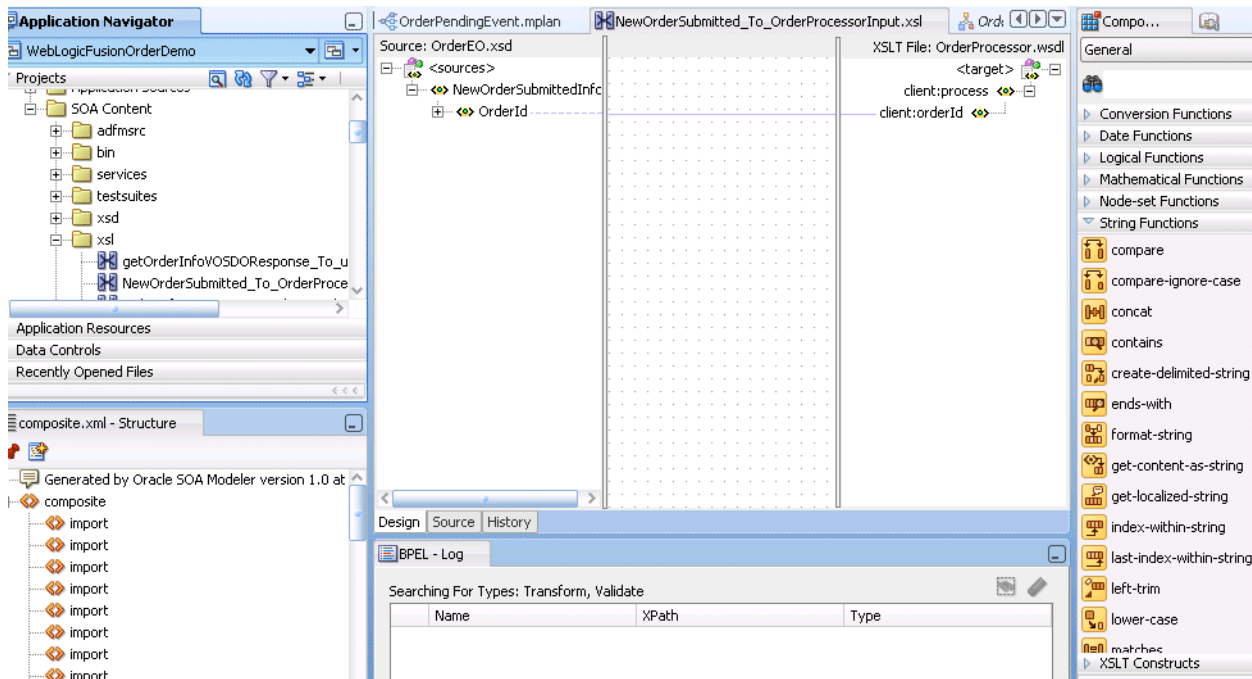 Application Navigator
WebLogicFusionOrderDemo
Projects
SOA Content
adfmsrc
bin
services
testsuites
xsd
xsl
getOrderInfoVOSDOResponse_To_u
NewOrderSubmitted_To_OrderProce
Application Resources
Data Controls
Recently Opened Files
composite.xml - Structure
Generated by Oracle SOA Modeler version 1.0 at
composite
import
import
import
import
import
import
import
import
OrderPendingEvent.mplan
NewOrderSubmitted_To_OrderProcessorInput.xsl
Orde
Source: OrderEO.xsd
XSLT File: OrderProcessor.wsdl
<sources>
<target>
NewOrderSubmittedInfo
client:process
OrderId
client:orderId
Design Source History
BPEL - Log
Searching For Types: Transform, Validate
Name XPath Type
Compo...
General
Conversion Functions
Date Functions
Logical Functions
Mathematical Functions
Node-set Functions
String Functions
compare
compare-ignore-case
concat
contains
create-delimited-string
ends-with
format-string
get-content-as-string
get-localized-string
index-within-string
last-index-within-string
left-trim
lower-case
matches
XSLT Constructs